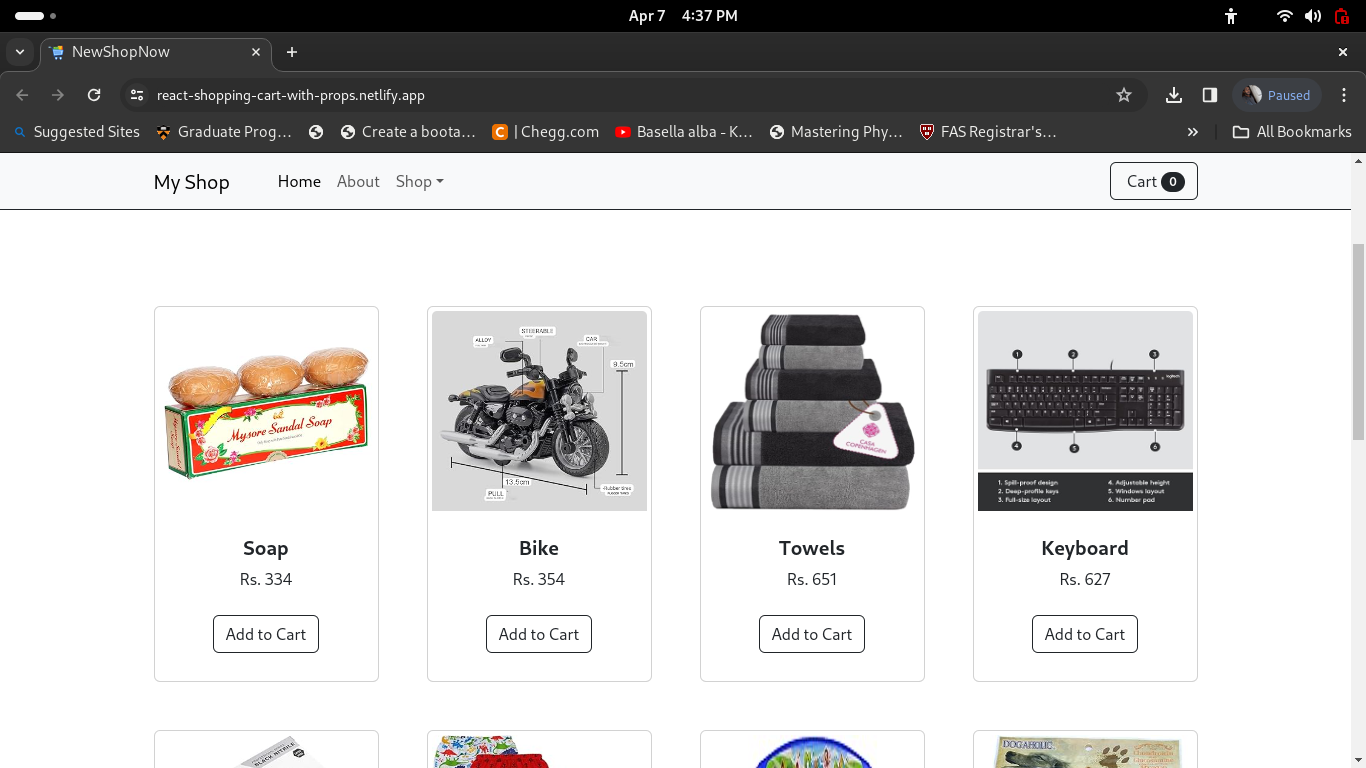 Apr 7 4:37 PM
NewShopNow
react-shopping-cart-with-props.netlify.app
Paused
Suggested Sites
Graduate Prog...
Create a boota...
| Chegg.com
Basella alba - K...
Mastering Phy...
FAS Registrar's...
All Bookmarks
My Shop
Home
About
Shop
Cart 0
Mysore Sandal Soap
STEERABLE
ALLOY
CAR
9.5cm
13.5cm
PULL
Rubber tires
CASA
COPENHAGEN
logitech
1 2 3
4 5 6
1. Spill-proof design
2. Deep-profile keys
3. Full-size layout
4. Adjustable height
5. Windows layout
6. Number pad
Soap
Rs. 334
Add to Cart
Bike
Rs. 354
Add to Cart
Towels
Rs. 651
Add to Cart
Keyboard
Rs. 627
Add to Cart
BLACK NITRILE
DOGAHOLIC